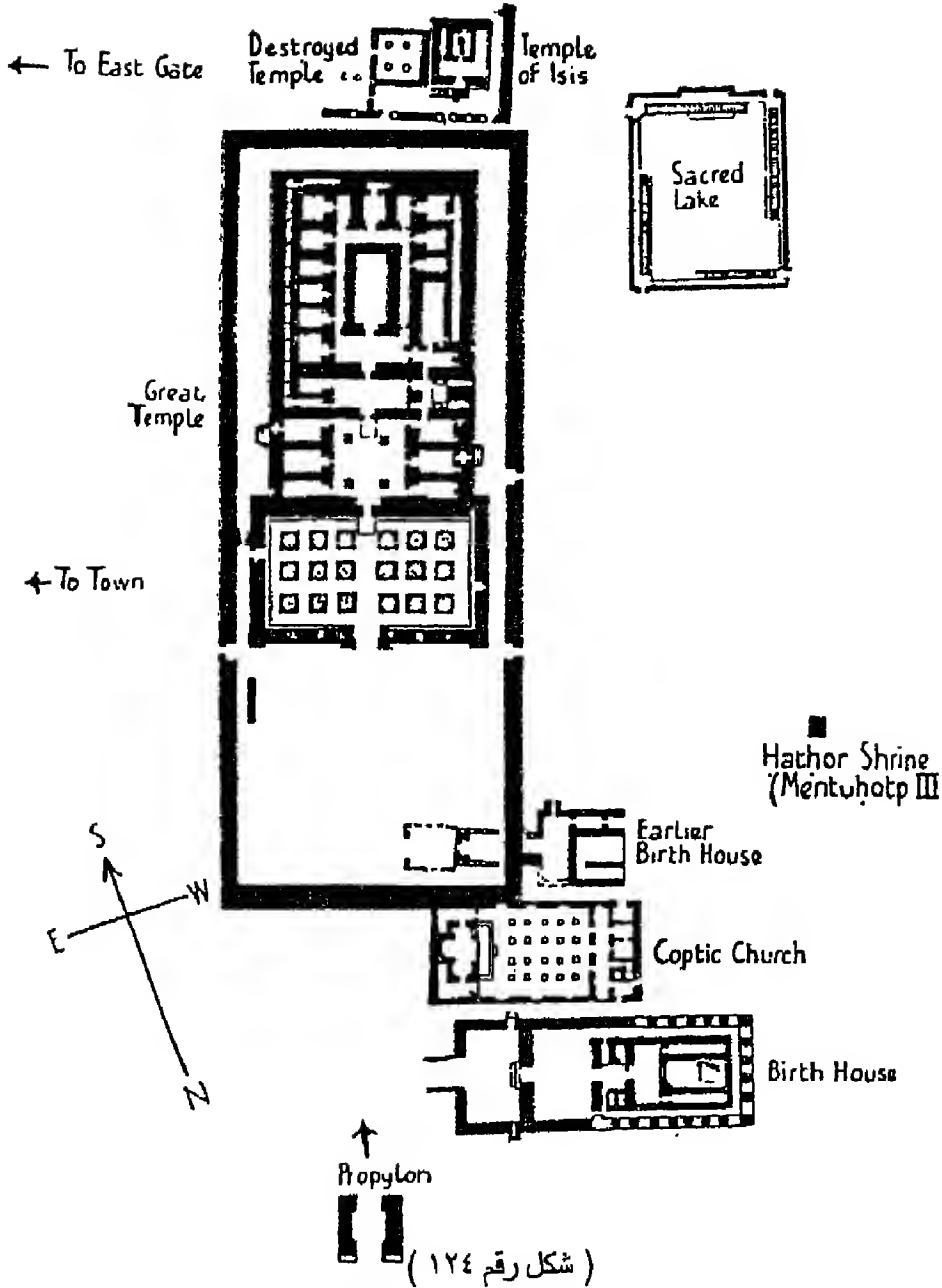 ← To East Gate
Destroyed
Temple
Temple
of Isis
Sacred
Lake
Great
Temple
← To Town
Hathor Shrine
(Mentuhotp III
Earlier
Birth House
S
W
E
N
Coptic Church
Birth House
Propylon
( شكل رقم ١٢٤ )